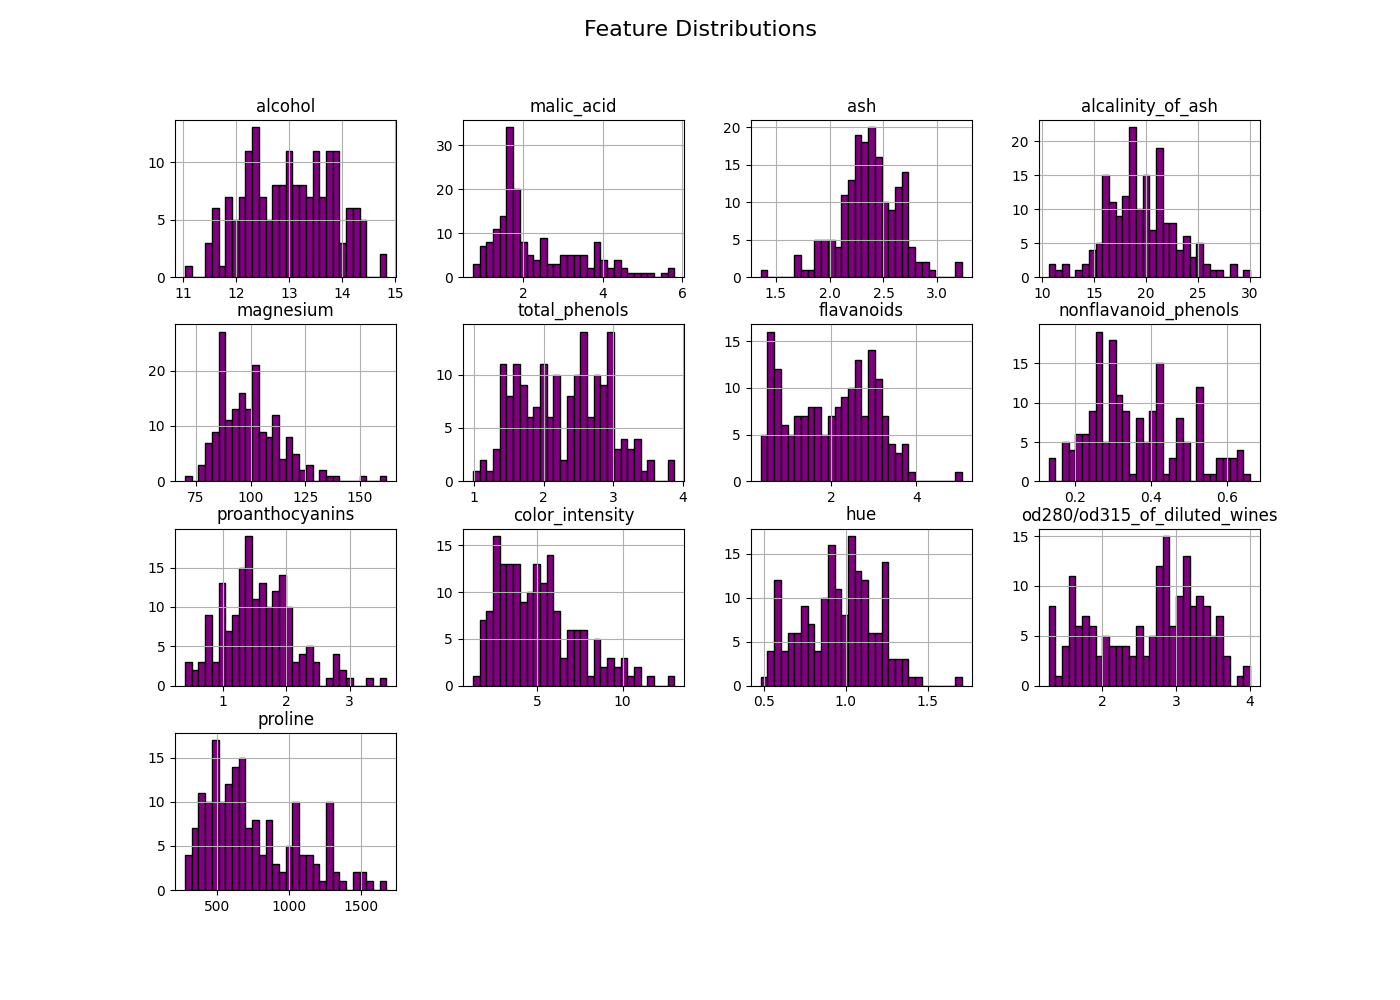 Feature Distributions
alcohol
malic_acid
ash
alcalinity_of_ash
10
5
0
11 12 13 14 15
30
20
10
0
2 4 6
20
15
10
5
0
1.5 2.0 2.5 3.0
20
15
10
5
0
10 15 20 25 30
magnesium
total_phenols
flavanoids
nonflavanoid_phenols
20
10
0
75 100 125 150
10
5
0
1 2 3 4
15
10
5
0
2 4
15
10
5
0
0.2 0.4 0.6
proanthocyanins
color_intensity
hue
od280/od315_of_diluted_wines
15
10
5
0
1 2 3
15
10
5
0
5 10
15
10
5
0
0.5 1.0 1.5
15
10
5
0
2 3 4
proline
15
10
5
0
500 1000 1500